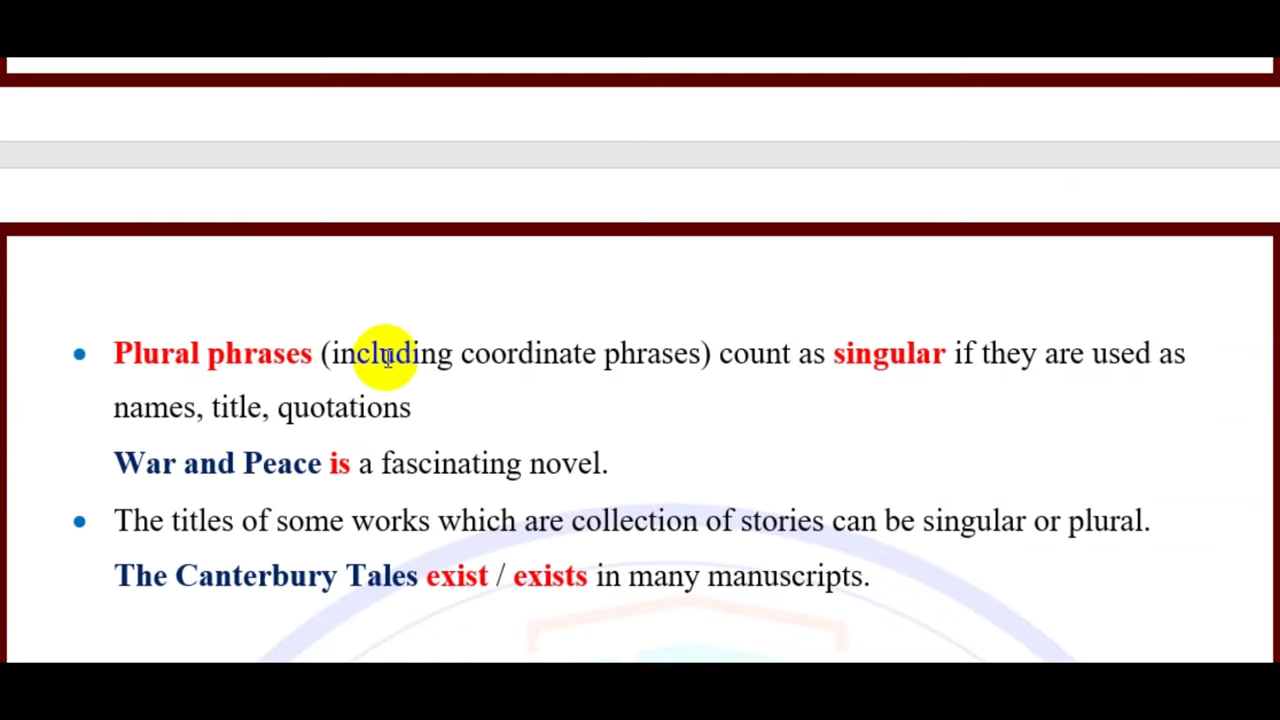 Plural phrases (including coordinate phrases) count as singular if they are used as
names, title, quotations
War and Peace is a fascinating novel.
The titles of some works which are collection of stories can be singular or plural.
The Canterbury Tales exist / exists in many manuscripts.